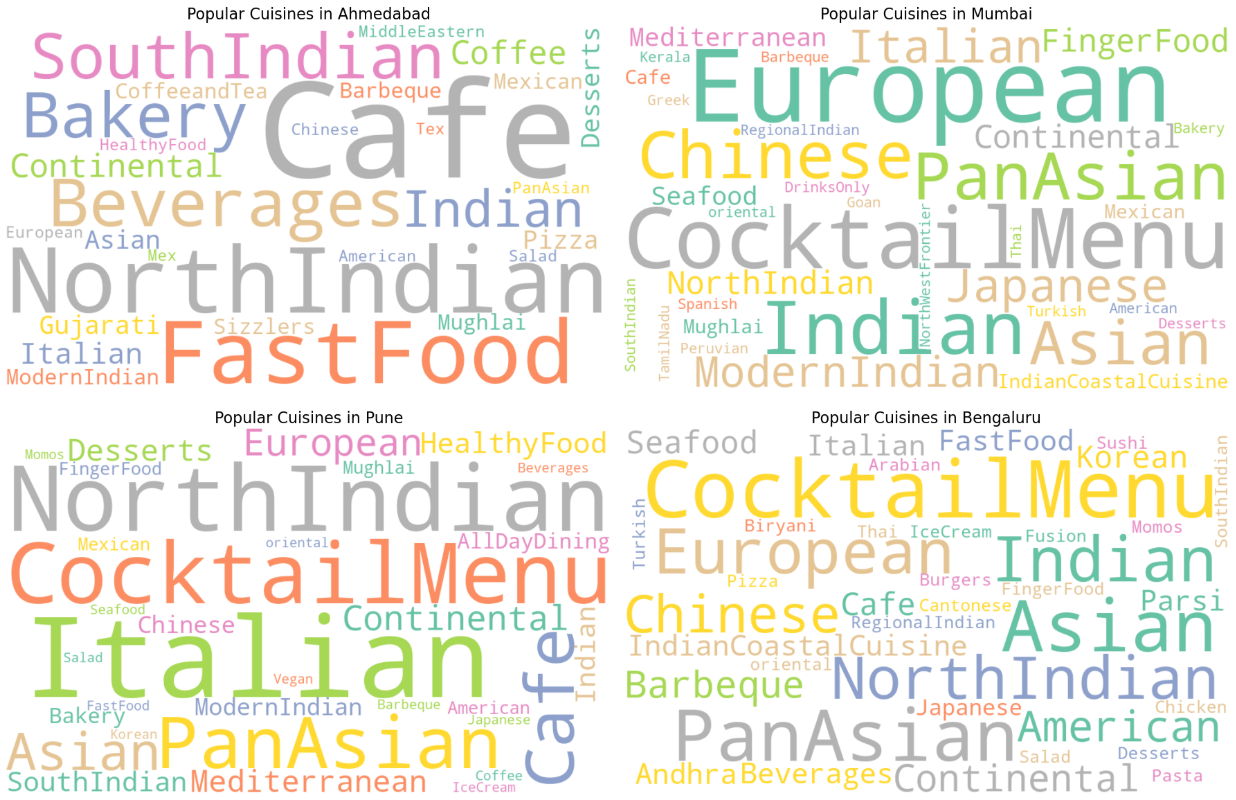 Popular Cuisines in Ahmedabad
MiddleEastern
SouthIndian
Coffee
Desserts
CoffeeandTea
Barbeque
Mexican
Bakery
Cafe
Chinese
Tex
HealthyFood
Continental
Beverages
Indian
PanAsian
European
Asian
Pizza
NorthIndian
Mex
American
Salad
Gujarati
Sizzlers
Mughlai
Italian
FastFood
ModernIndian
Popular Cuisines in Mumbai
Mediterranean
Italian
FingerFood
Kerala
Barbeque
Cafe
European
Greek
RegionalIndian
Continental
Bakery
Chinese
PanAsian
Seafood
DrinksOnly
Goan
oriental
CocktailMenu
NorthWestFrontier
Thai
Mexican
NorthIndian
Japanese
SouthIndian
TamilNadu
Spanish
Indian
Turkish
American
Mughlai
Asian
Desserts
Peruvian
ModernIndian
IndianCoastalCuisine
Popular Cuisines in Pune
Momos
Desserts
European
HealthyFood
FingerFood
Mughlai
Beverages
NorthIndian
Mexican
oriental
AllDayDining
CocktailMenu
Seafood
Chinese
Continental
Indian
Italian
Salad
Vegan
Cafe
FastFood
ModernIndian
Barbeque
American
Bakery
Japanese
Korean
Asian
PanAsian
SouthIndian
Mediterranean
Coffee
IceCream
Popular Cuisines in Bengaluru
Seafood
Italian
FastFood
Sushi
Arabian
Korean
SouthIndian
CocktailMenu
Turkish
Biryani
Thai
IceCream
Fusion
Momos
European
Indian
Pizza
Burgers
FingerFood
Chinese
Cafe
Cantonese
Parsi
RegionalIndian
Asian
IndianCoastalCuisine
oriental
Barbeque
NorthIndian
PanAsian
Japanese
Chicken
American
Salad
Desserts
Andhra
Beverages
Continental
Pasta